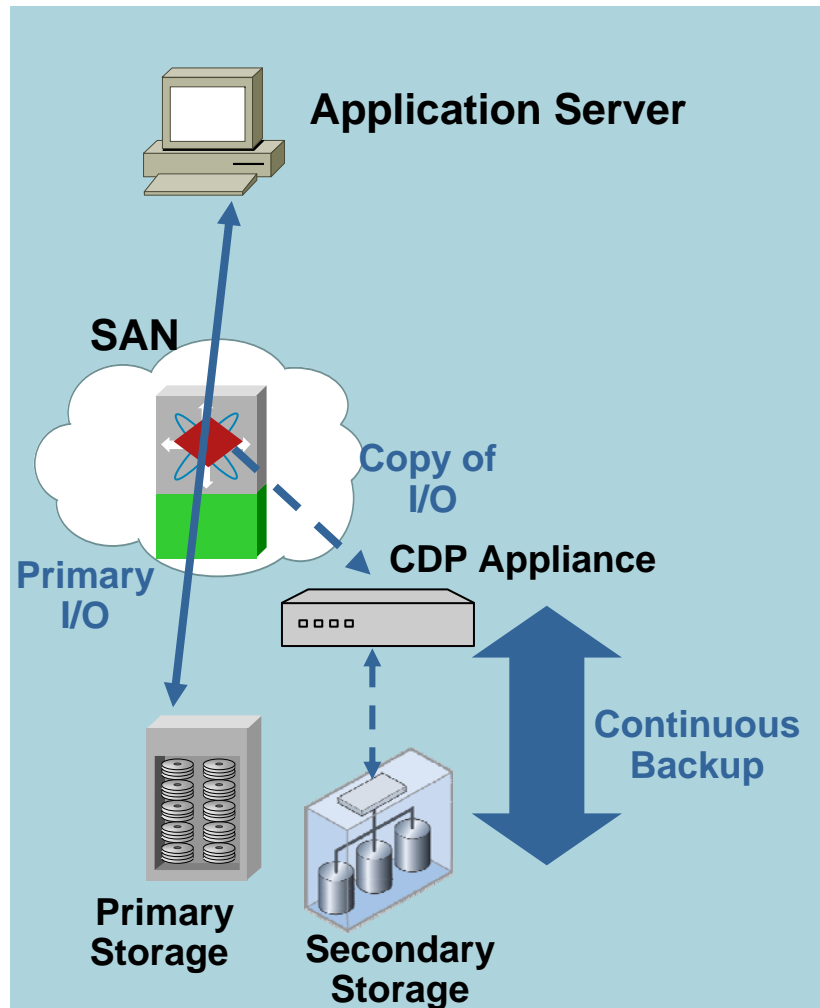 Application Server
SAN
Copy of
I/O
CDP Appliance
Primary
I/O
Continuous
Backup
Primary
Storage
Secondary
Storage